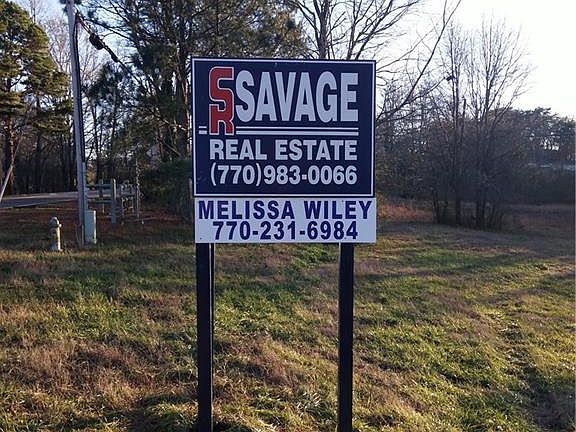 SR SAVAGE
REAL ESTATE
(770)983-0066
MELISSA WILEY
770-231-6984